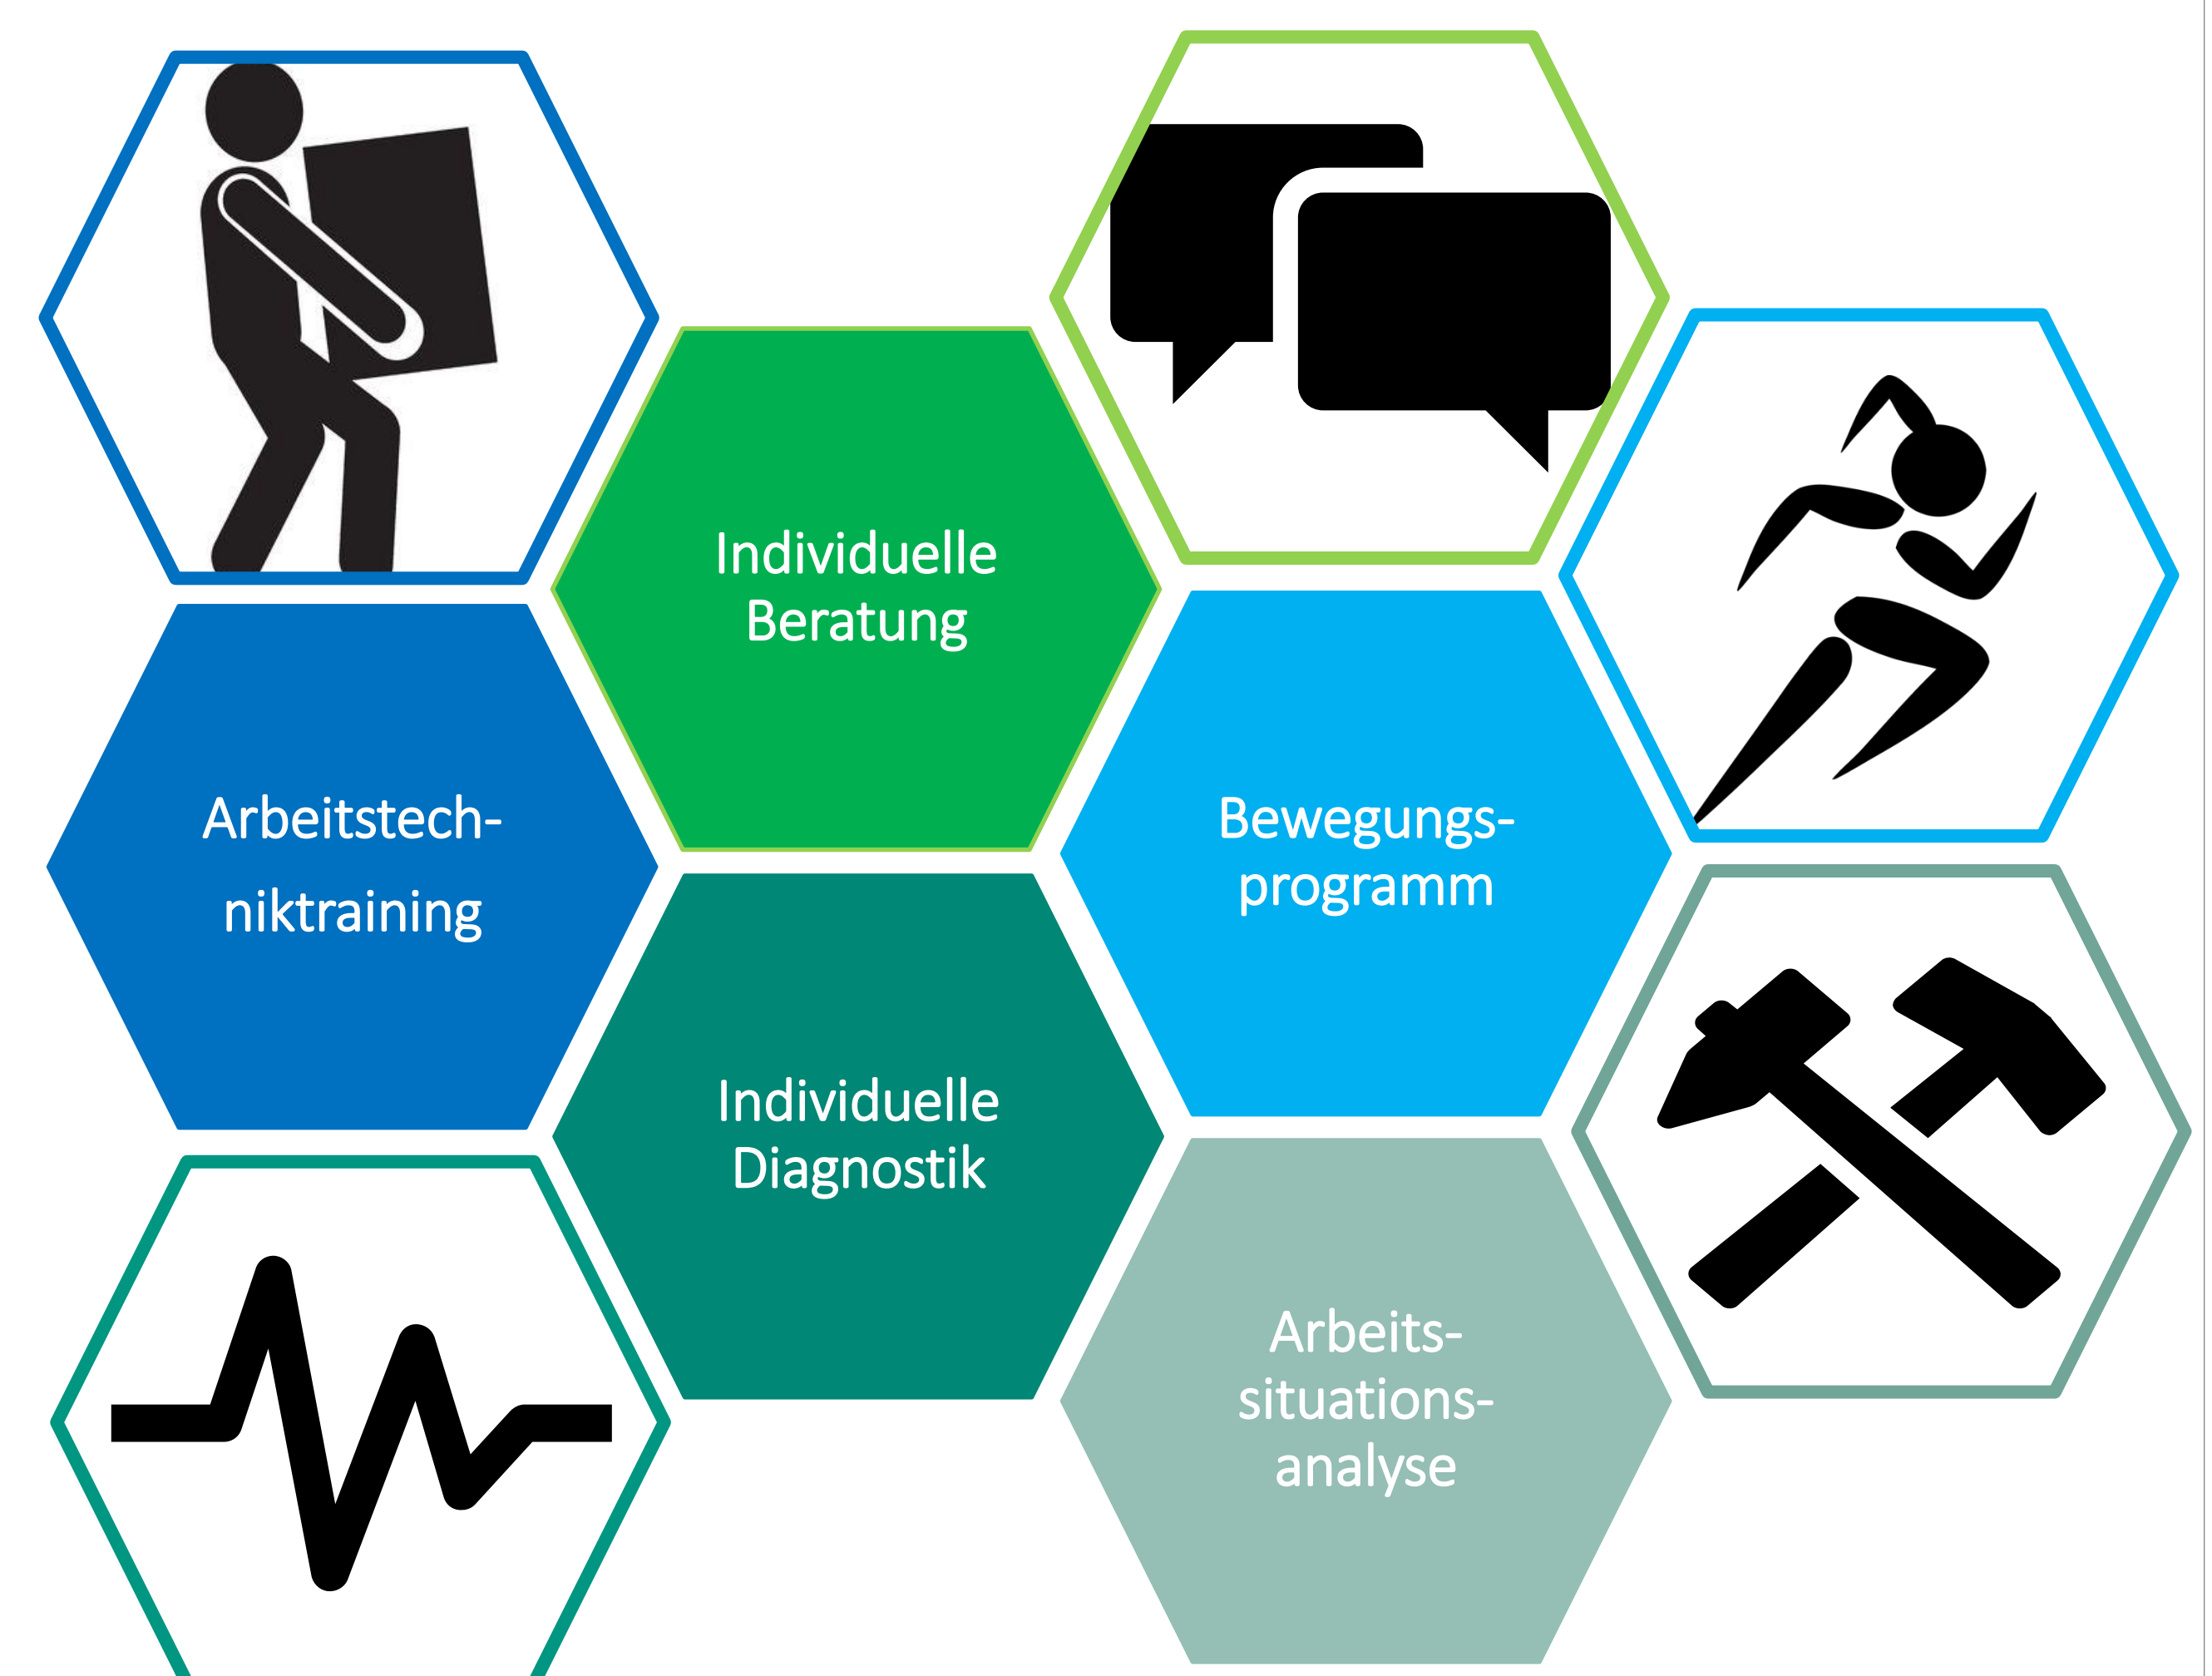 Individuelle
Beratung
Arbeitstech-
niktraining
Bewegungs-
programm
Individuelle
Diagnostik
Arbeits-
situations-
analyse